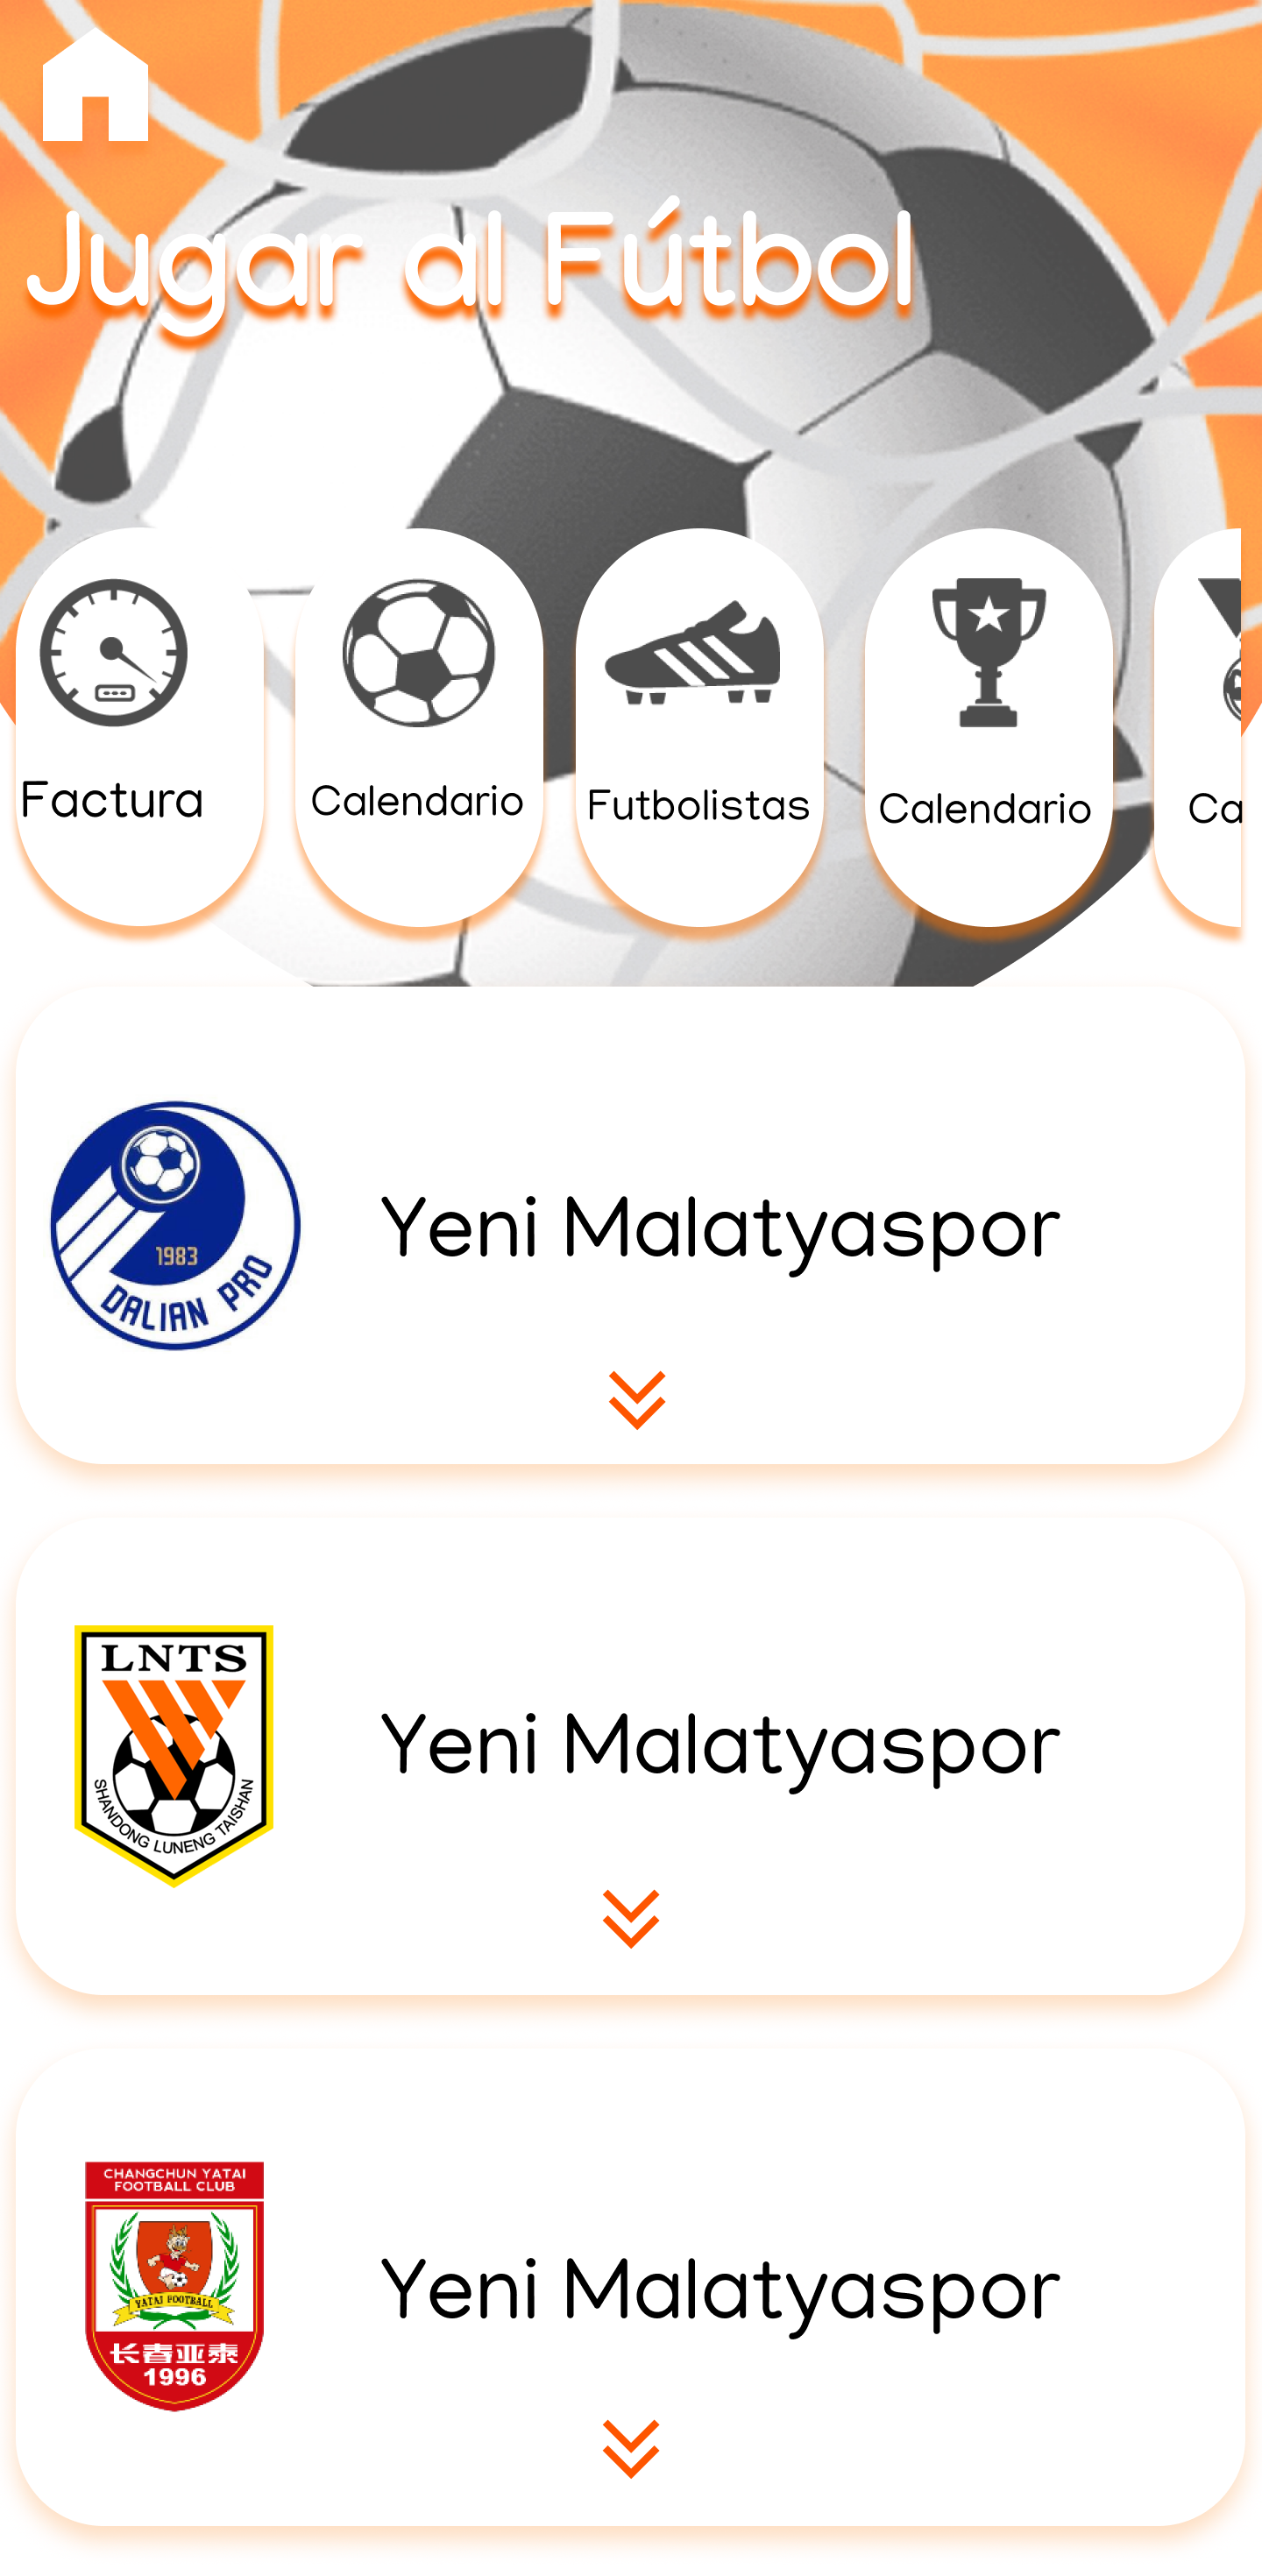 Jugar al Fútbol
Factura
Calendario
Futbolistas
Calendario
Ca
1983
DALIAN PRO
Yeni Malatyaspor
LNTS
SHANDONG LUNENG TAISHAN
Yeni Malatyaspor
CHANGCHUN YATAI
FOOTBALL CLUB
YATAI FOOTBALL
长春亚泰
1996
Yeni Malatyaspor